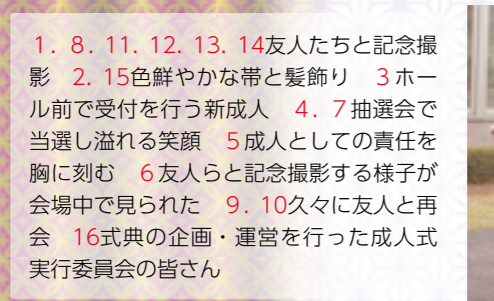 1. 8. 11. 12. 13. 14友人たちと記念撮
影　2. 15色鮮やかな帯と髪飾り　3ホー
ル前で受付を行う新成人　4. 7抽選会で
当選し溢れる笑顔　5成人としての責任を
胸に刻む　6友人らと記念撮影する様子が
会場中で見られた　9. 10久々に友人と再
会　16式典の企画・運営を行った成人式
実行委員会の皆さん